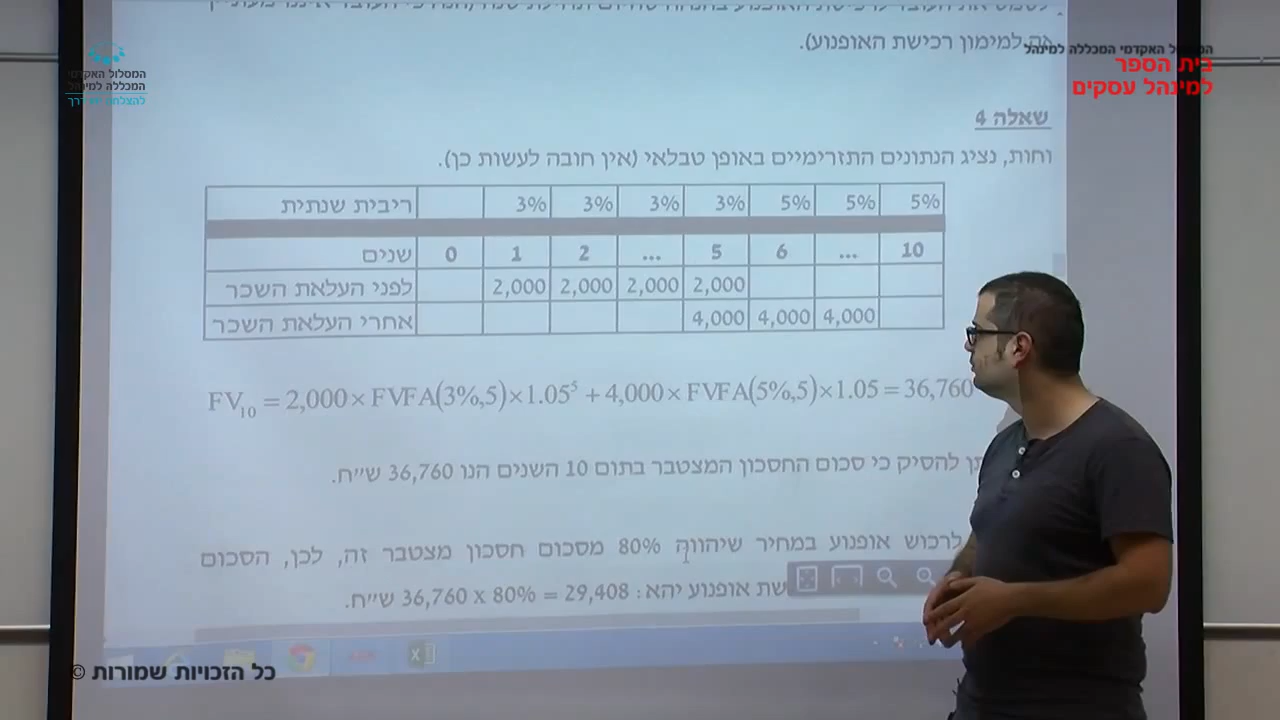 המסלול האקדמי המכללה למינהל
בית הספר
למינהל עסקים
המסלול האקדמי
המכללה למינהל
להצלחה יש דרך
למימון רכישת האופנוע).
שאלה 4
וחות, נציג הנתונים התזרימיים באופן טבלאי (אין חובה לעשות כן).
ריבית שנתית 3% 3% 3% 3% 5% 5% 5%
שנים 0 1 2 ... 5 6 ... 10
לפני העלאת השכר 2,000 2,000 2,000 2,000
אחרי העלאת השכר 4,000 4,000 4,000
FV₁₀ = 2,000 × FVFA(3%,5) × 1.05⁵ + 4,000 × FVFA(5%,5) × 1.05 = 36,760
להסיק כי סכום החסכון המצטבר בתום 10 השנים הנו 36,760 ש״ח.
לרכוש אופנוע במחיר שיהווה 80% מסכום חסכון מצטבר זה, לכן, הסכום
שת אופנוע יהא: 36,760 x 80% = 29,408 ש״ח.
כל הזכויות שמורות ©